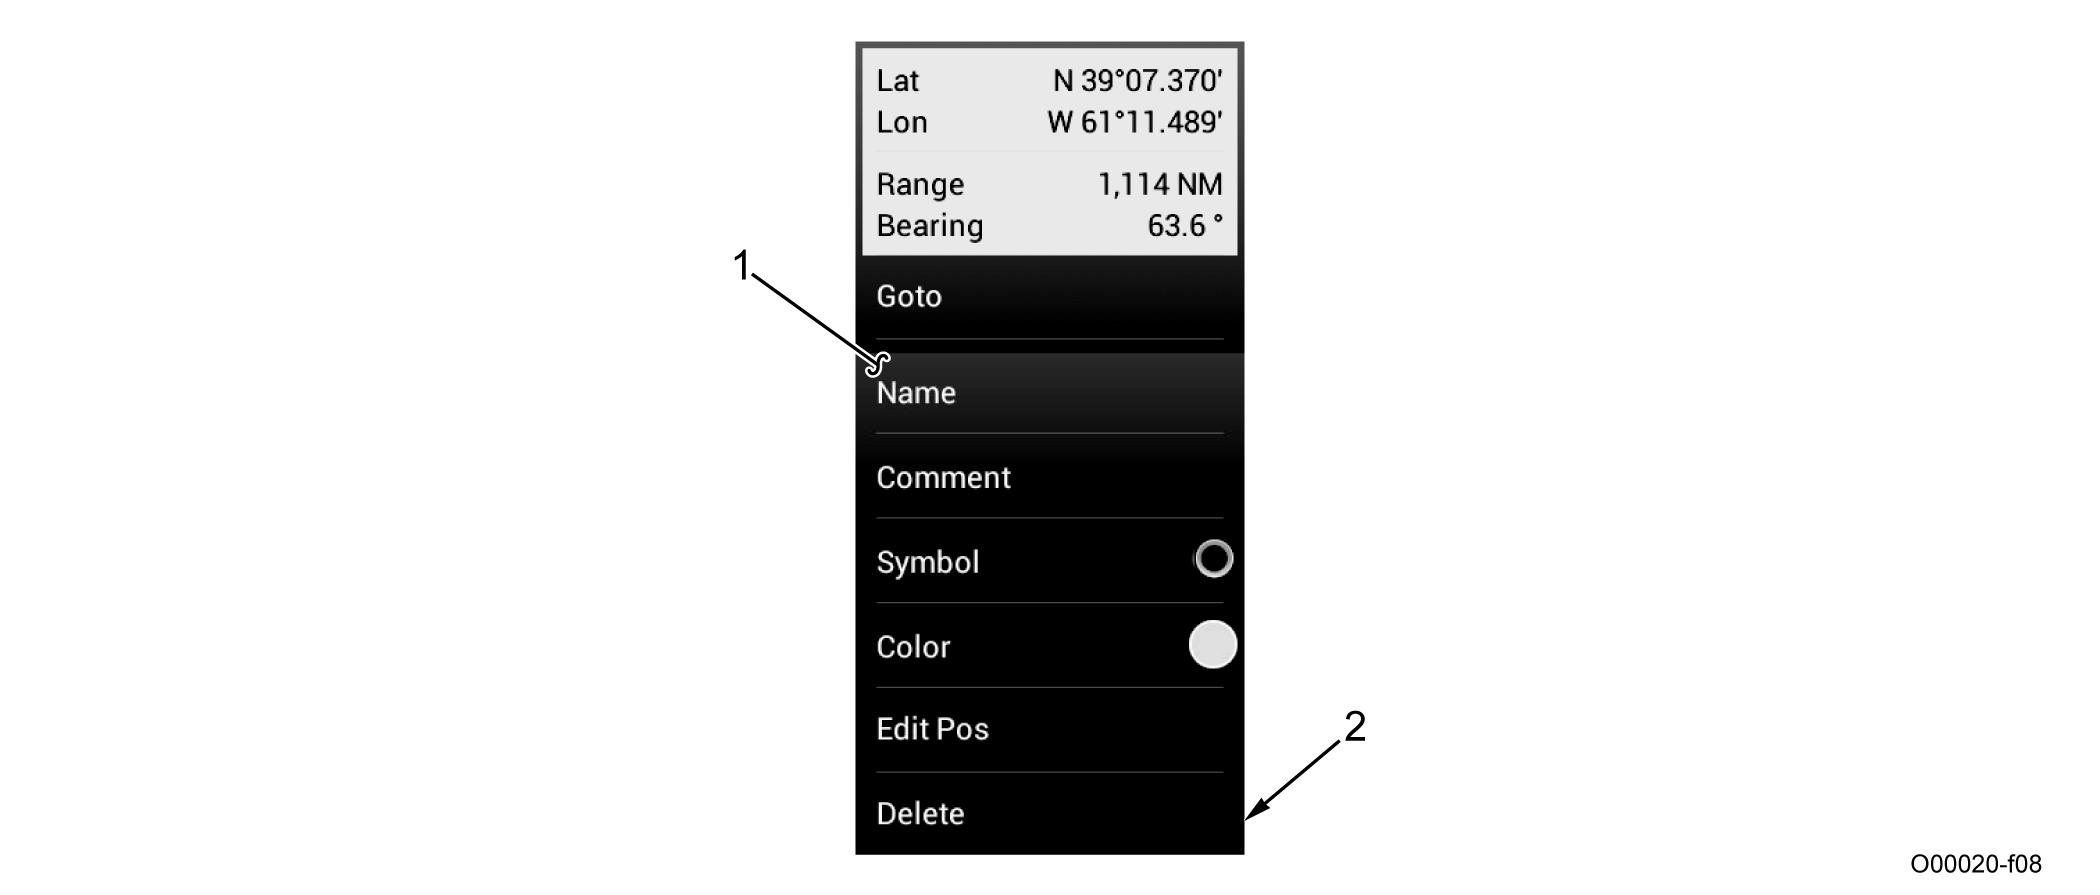 Lat N 39°07.370'
Lon W 61°11.489'
Range 1,114 NM
Bearing 63.6 °
1
Goto
Name
Comment
Symbol
Color
Edit Pos
2
Delete
O00020-f08